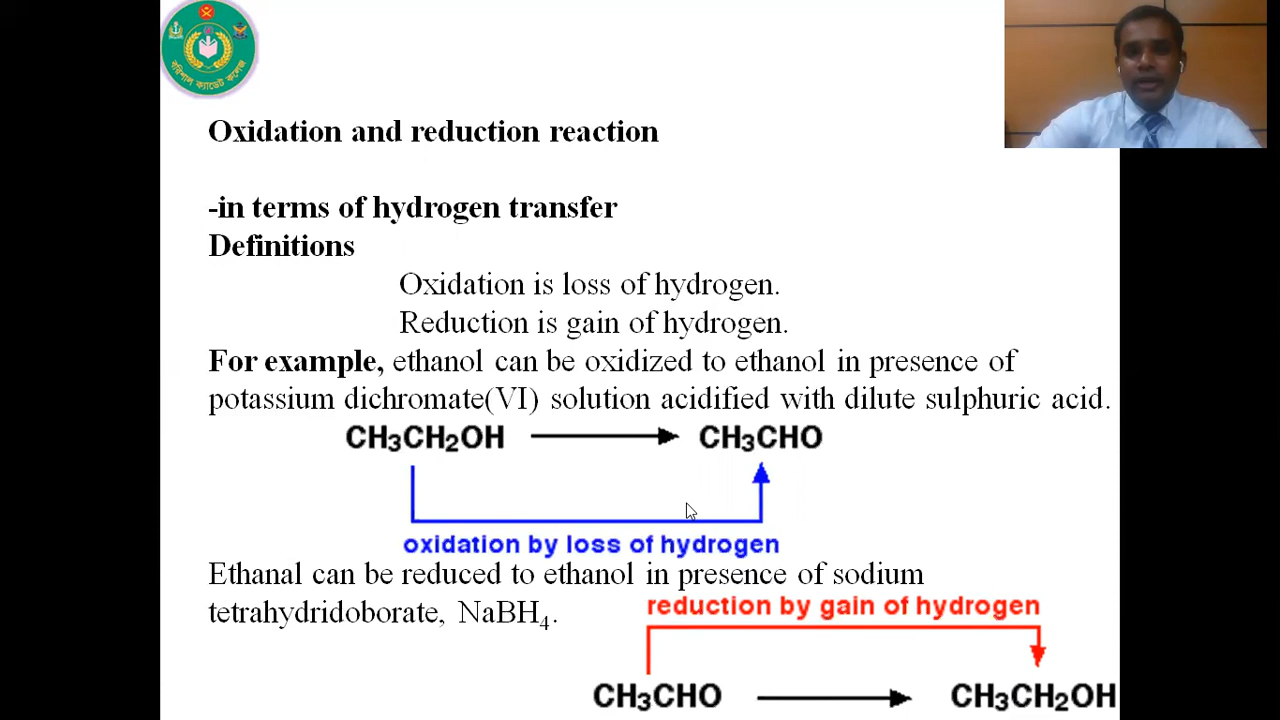 বরিশাল ক্যাডেট কলেজ
Oxidation and reduction reaction
-in terms of hydrogen transfer
Definitions
Oxidation is loss of hydrogen.
Reduction is gain of hydrogen.
For example, ethanol can be oxidized to ethanol in presence of
potassium dichromate(VI) solution acidified with dilute sulphuric acid.
CH₃CH₂OH CH₃CHO
oxidation by loss of hydrogen
Ethanal can be reduced to ethanol in presence of sodium
tetrahydridoborate, NaBH₄.
reduction by gain of hydrogen
CH₃CHO CH₃CH₂OH